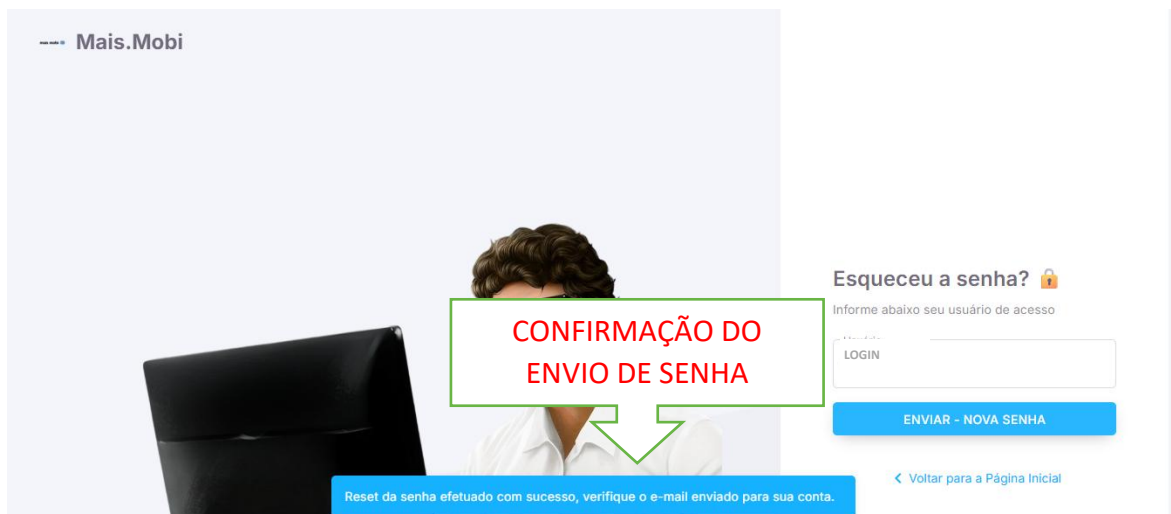 Mais.Mobi
Esqueceu a senha?
Informe abaixo seu usuário de acesso
LOGIN
ENVIAR - NOVA SENHA
Voltar para a Página Inicial
CONFIRMAÇÃO DO
ENVIO DE SENHA
Reset da senha efetuado com sucesso, verifique o e-mail enviado para sua conta.